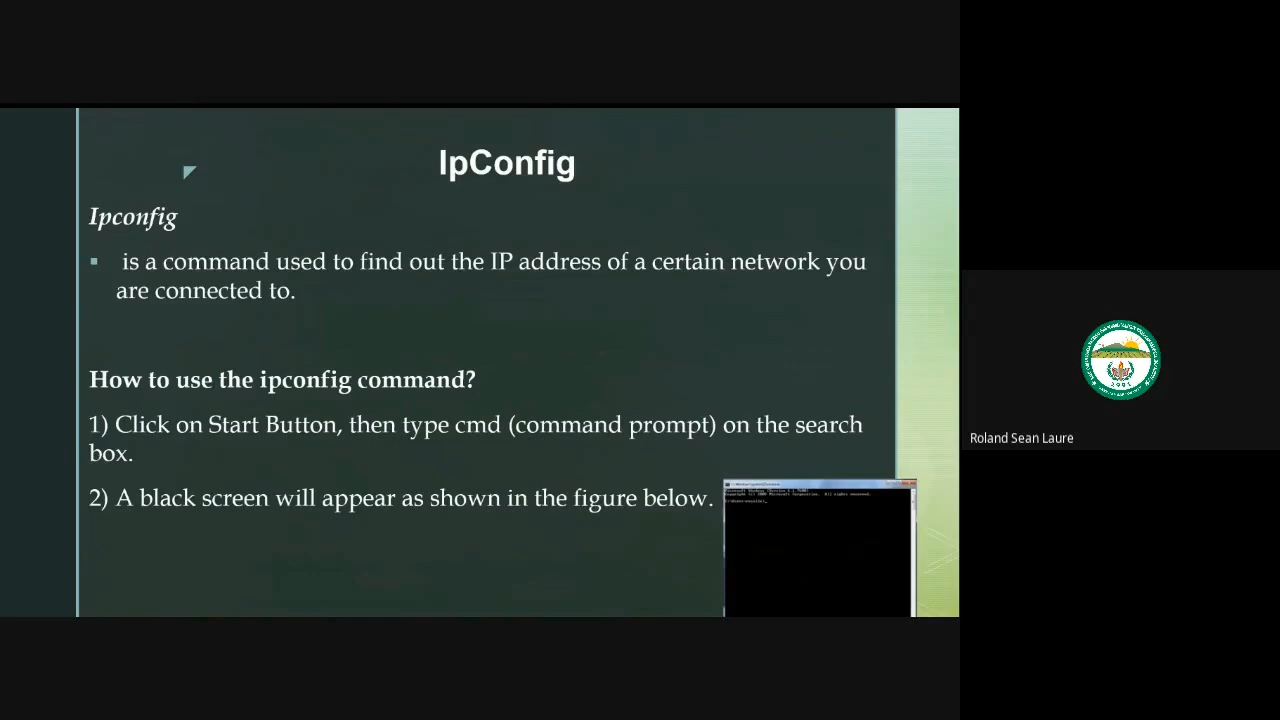 IpConfig
Ipconfig
▪ is a command used to find out the IP address of a certain network you
are connected to.
How to use the ipconfig command?
1) Click on Start Button, then type cmd (command prompt) on the search
box.
2) A black screen will appear as shown in the figure below.
Roland Sean Laure